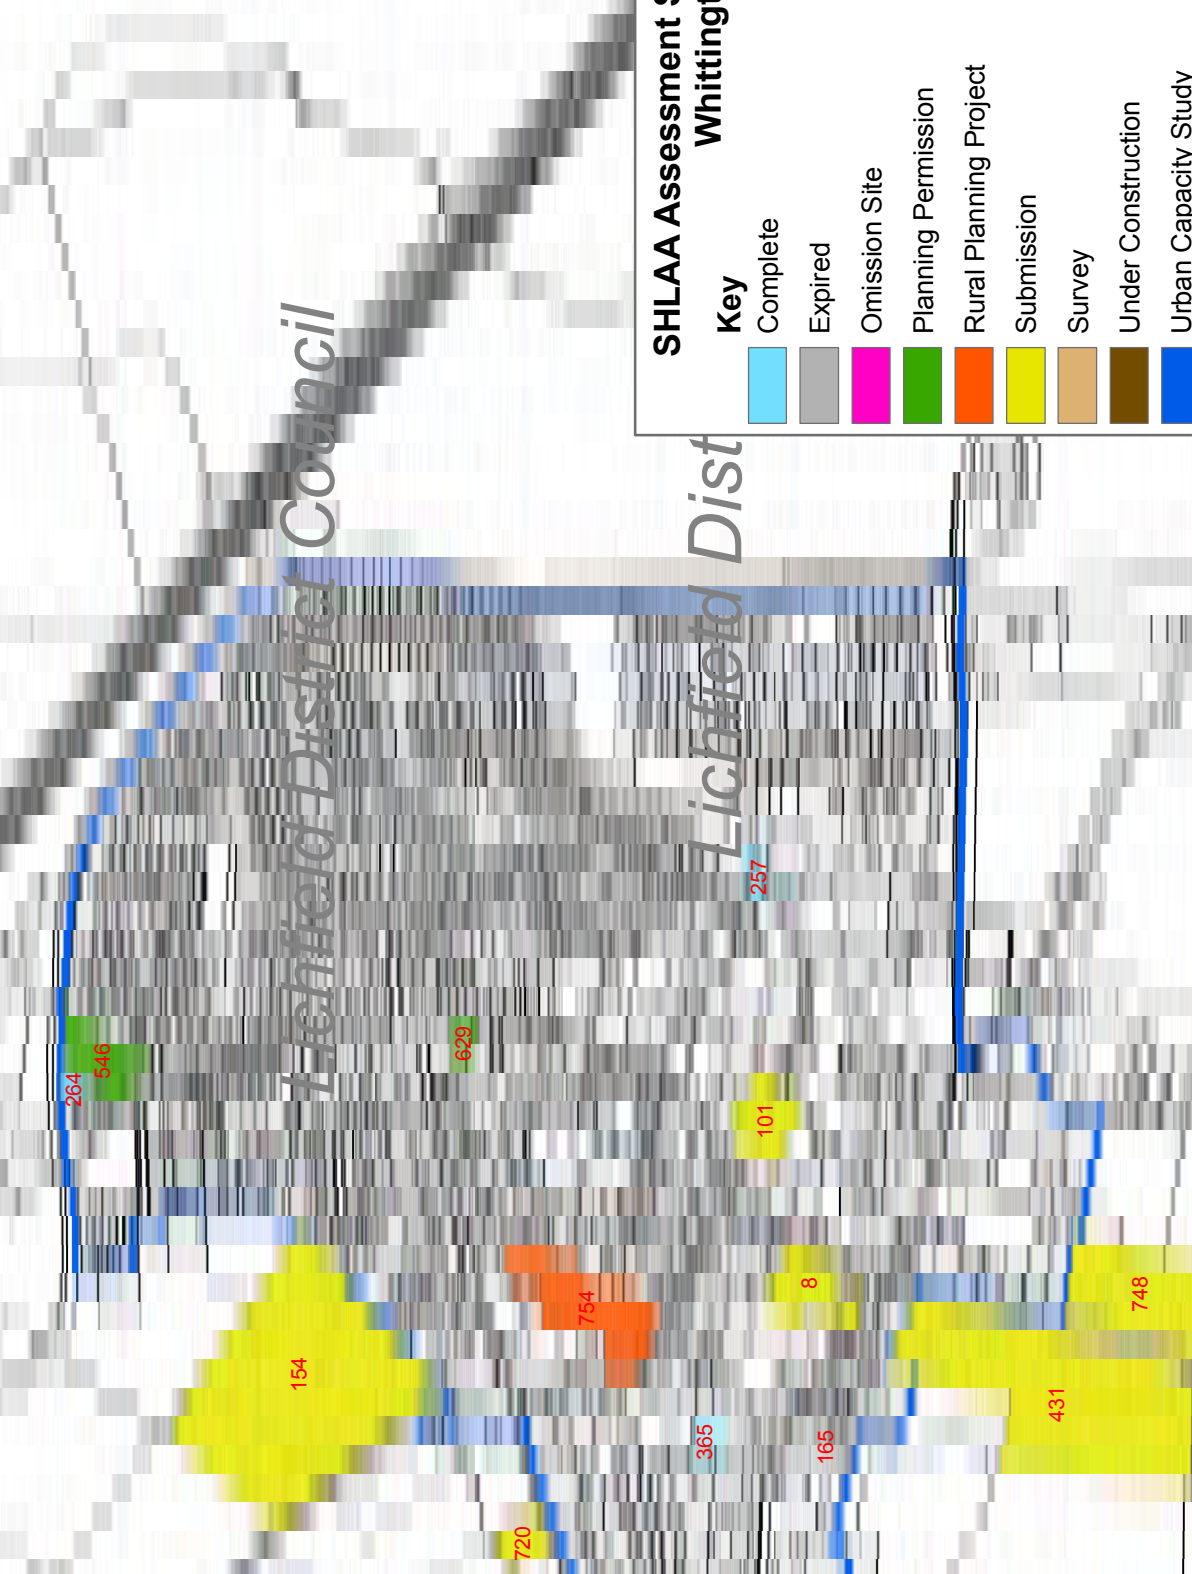 SHLAA Assessment S
Whittingt
Key
Complete
Expired
Omission Site
Planning Permission
Rural Planning Project
Submission
Survey
Under Construction
Urban Capacity Study
Lichfield District Council
Lichfield Dist
264
546
629
257
101
154
754
8
748
431
365
165
720